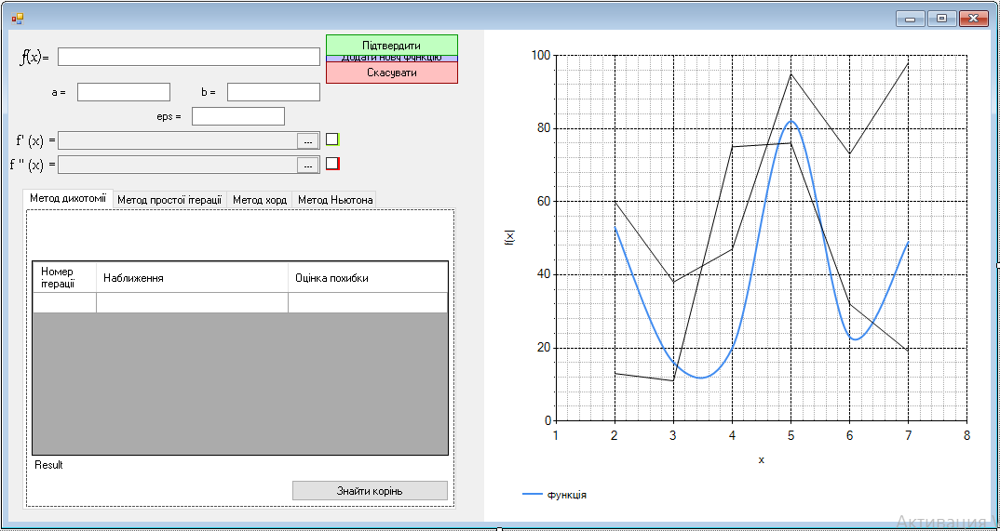 f(x)=
Підтвердити
Додати нову функцію
Скасувати
a =
b =
eps =
f' (x) =
...
f '' (x) =
...
Метод дихотомії
Метод простої ітерації
Метод хорд
Метод Ньютона
Номер
ітерації
Наближення
Оцінка похибки
Result
Знайти корінь
100
80
60
40
20
0
f(x)
1
2
3
4
5
6
7
8
x
Функція
Активация